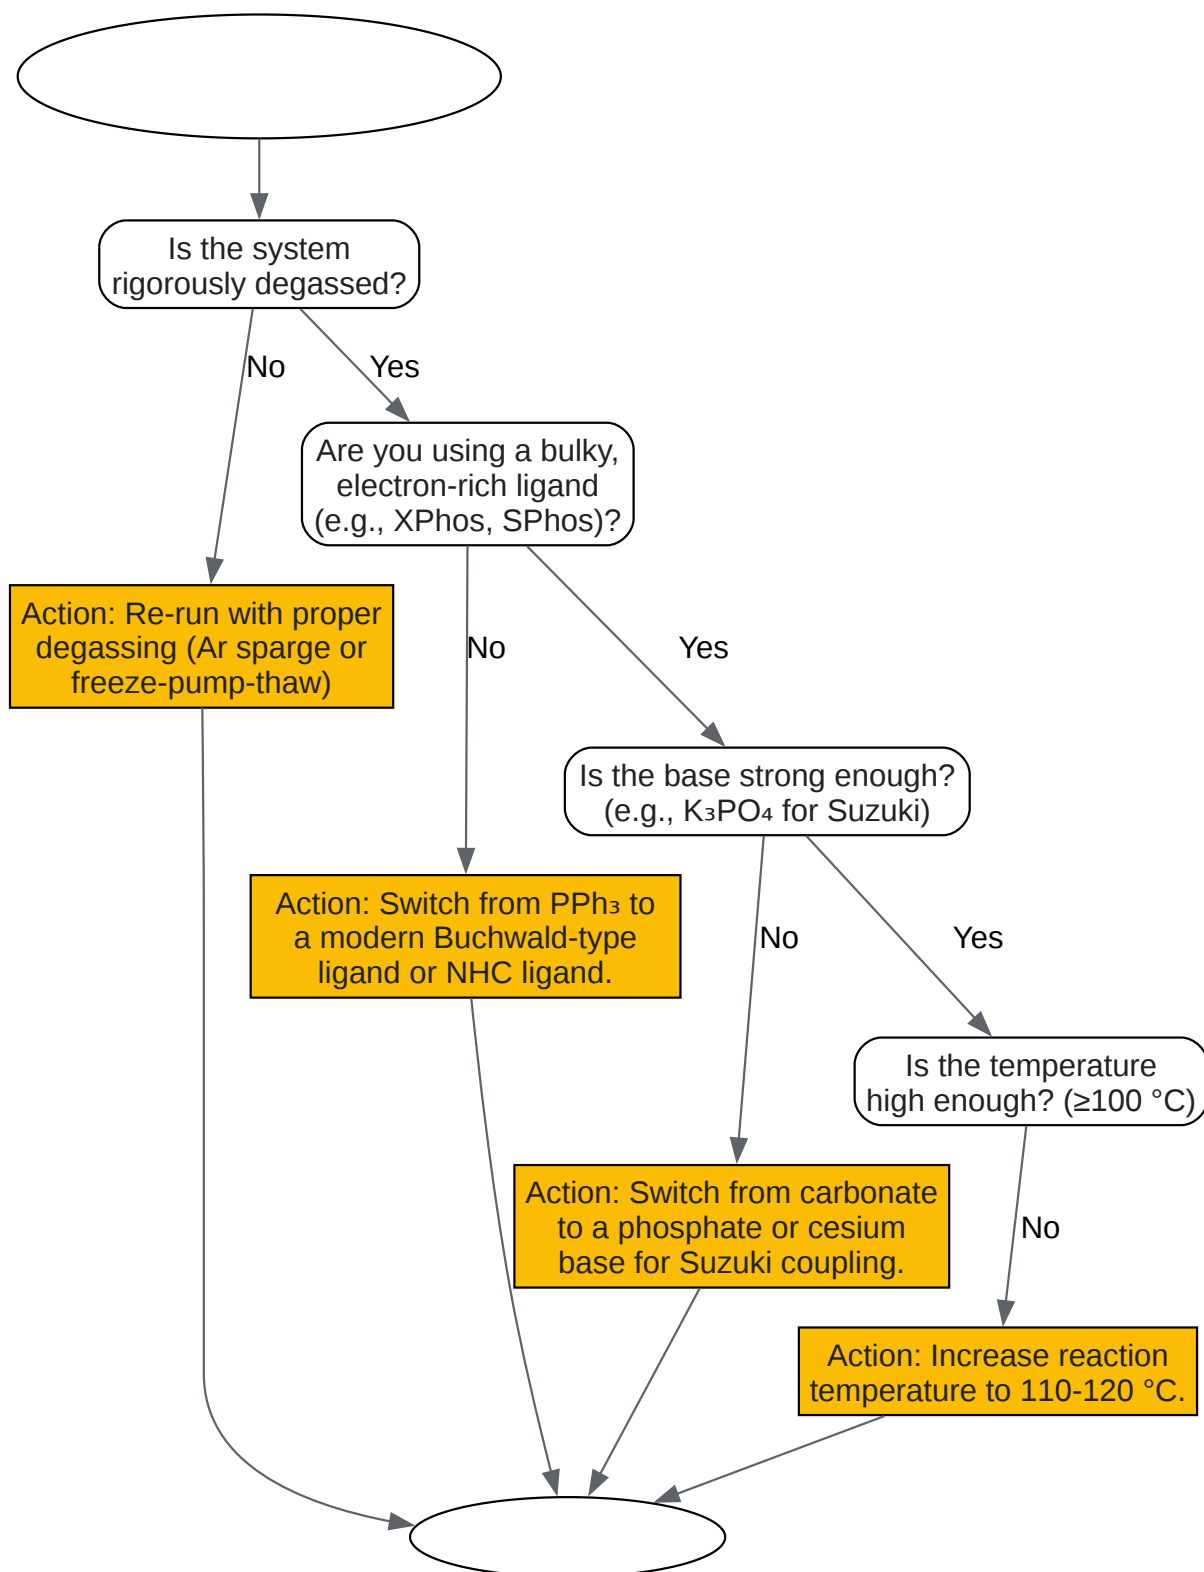 Is the system
rigorously degassed?
No
Yes
Are you using a bulky,
electron-rich ligand
(e.g., XPhos, SPhos)?
Action: Re-run with proper
degassing (Ar sparge or
freeze-pump-thaw)
No
Yes
Is the base strong enough?
(e.g., K₃PO₄ for Suzuki)
Action: Switch from PPh₃ to
a modern Buchwald-type
ligand or NHC ligand.
No
Yes
Is the temperature
high enough? (≥100 °C)
Action: Switch from carbonate
to a phosphate or cesium
base for Suzuki coupling.
No
Action: Increase reaction
temperature to 110-120 °C.